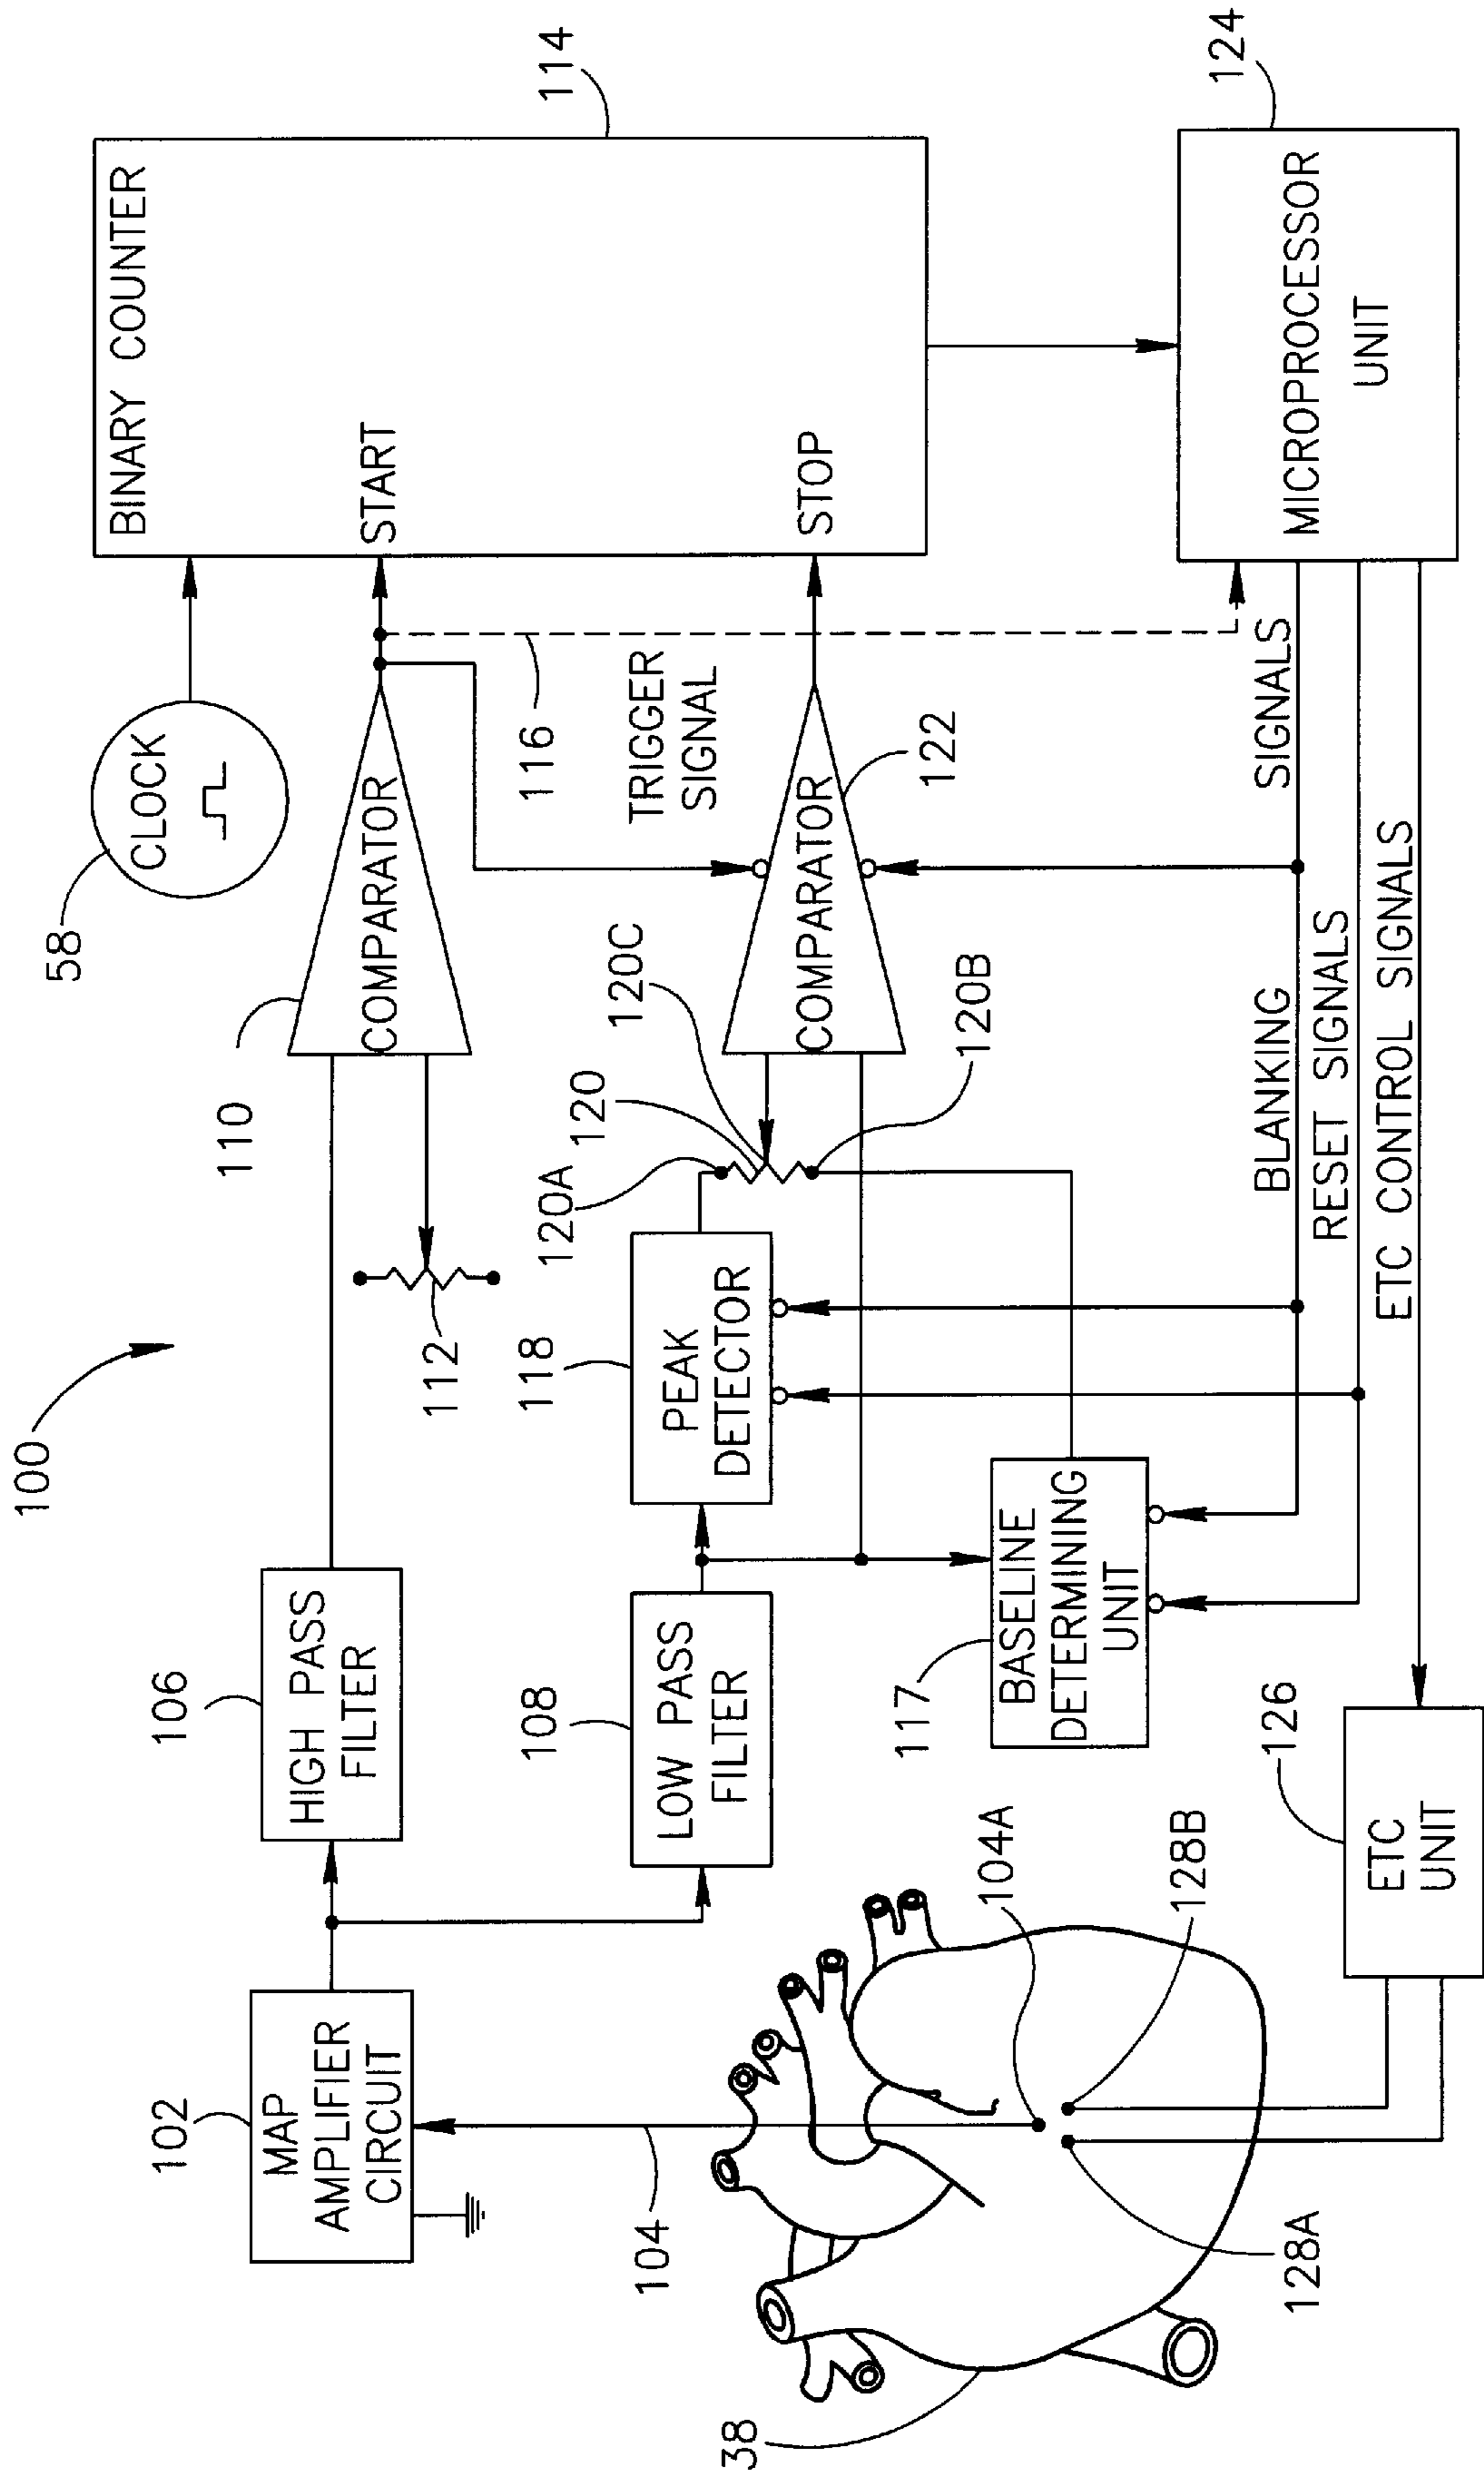 100
58
CLOCK
BINARY COUNTER
114
START
STOP
102
MAP
AMPLIFIER
CIRCUIT
106
HIGH PASS
FILTER
110
COMPARATOR
112
116
TRIGGER
SIGNAL
104
108
LOW PASS
FILTER
118
PEAK
DETECTOR
120A
120
120C
120B
COMPARATOR
122
117
BASELINE
DETERMINING
UNIT
38
104A
128B
128A
126
ETC
UNIT
BLANKING SIGNALS
RESET SIGNALS
ETC CONTROL SIGNALS
MICROPROCESSOR
UNIT
124